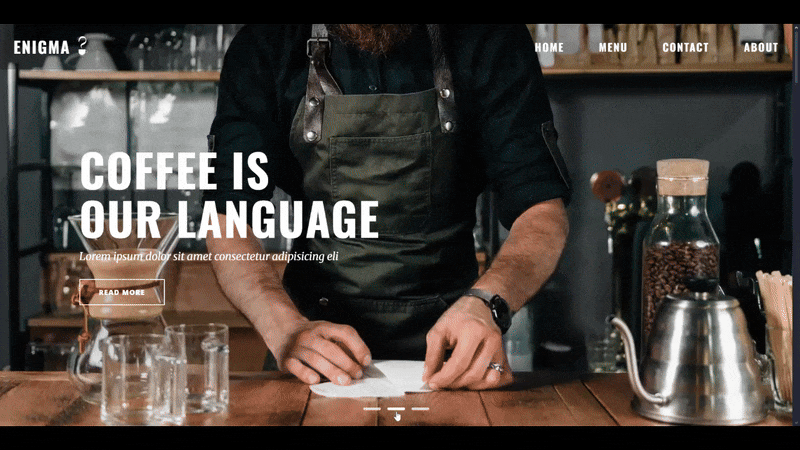 ENIGMA
HOME MENU CONTACT ABOUT
COFFEE IS
OUR LANGUAGE
Lorem ipsum dolor sit amet consectetur adipisicing eli
READ MORE